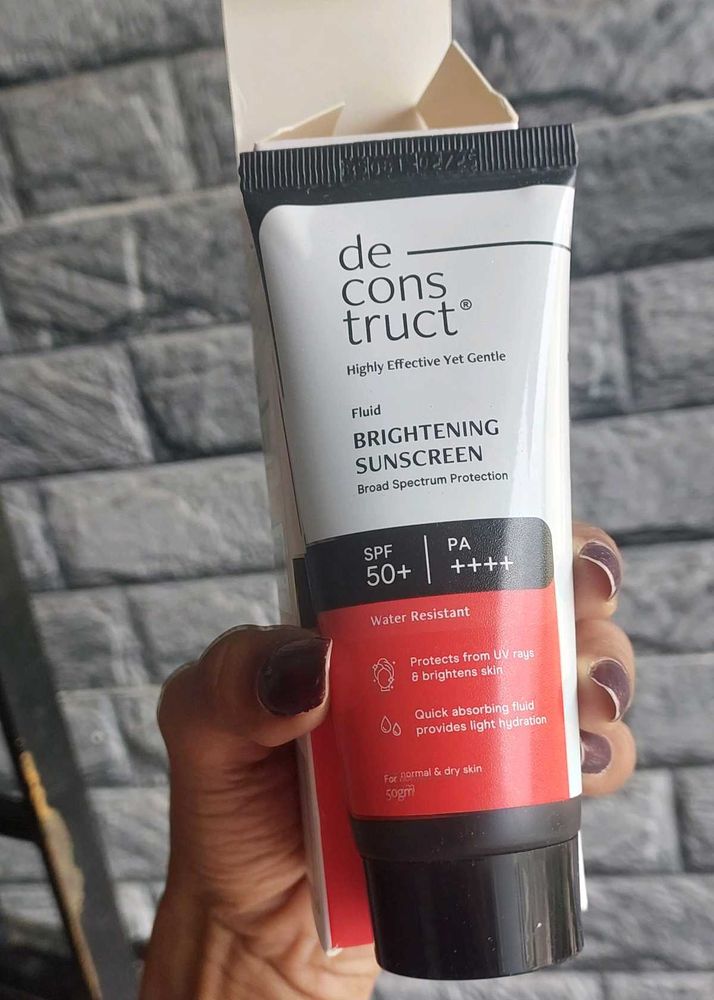 de
cons
truct®
Highly Effective Yet Gentle
Fluid
BRIGHTENING
SUNSCREEN
Broad Spectrum Protection
SPF
50+
PA
++++
Water Resistant
Protects from UV rays
& brightens skin
Quick absorbing fluid
provides light hydration
For normal & dry skin
50gm